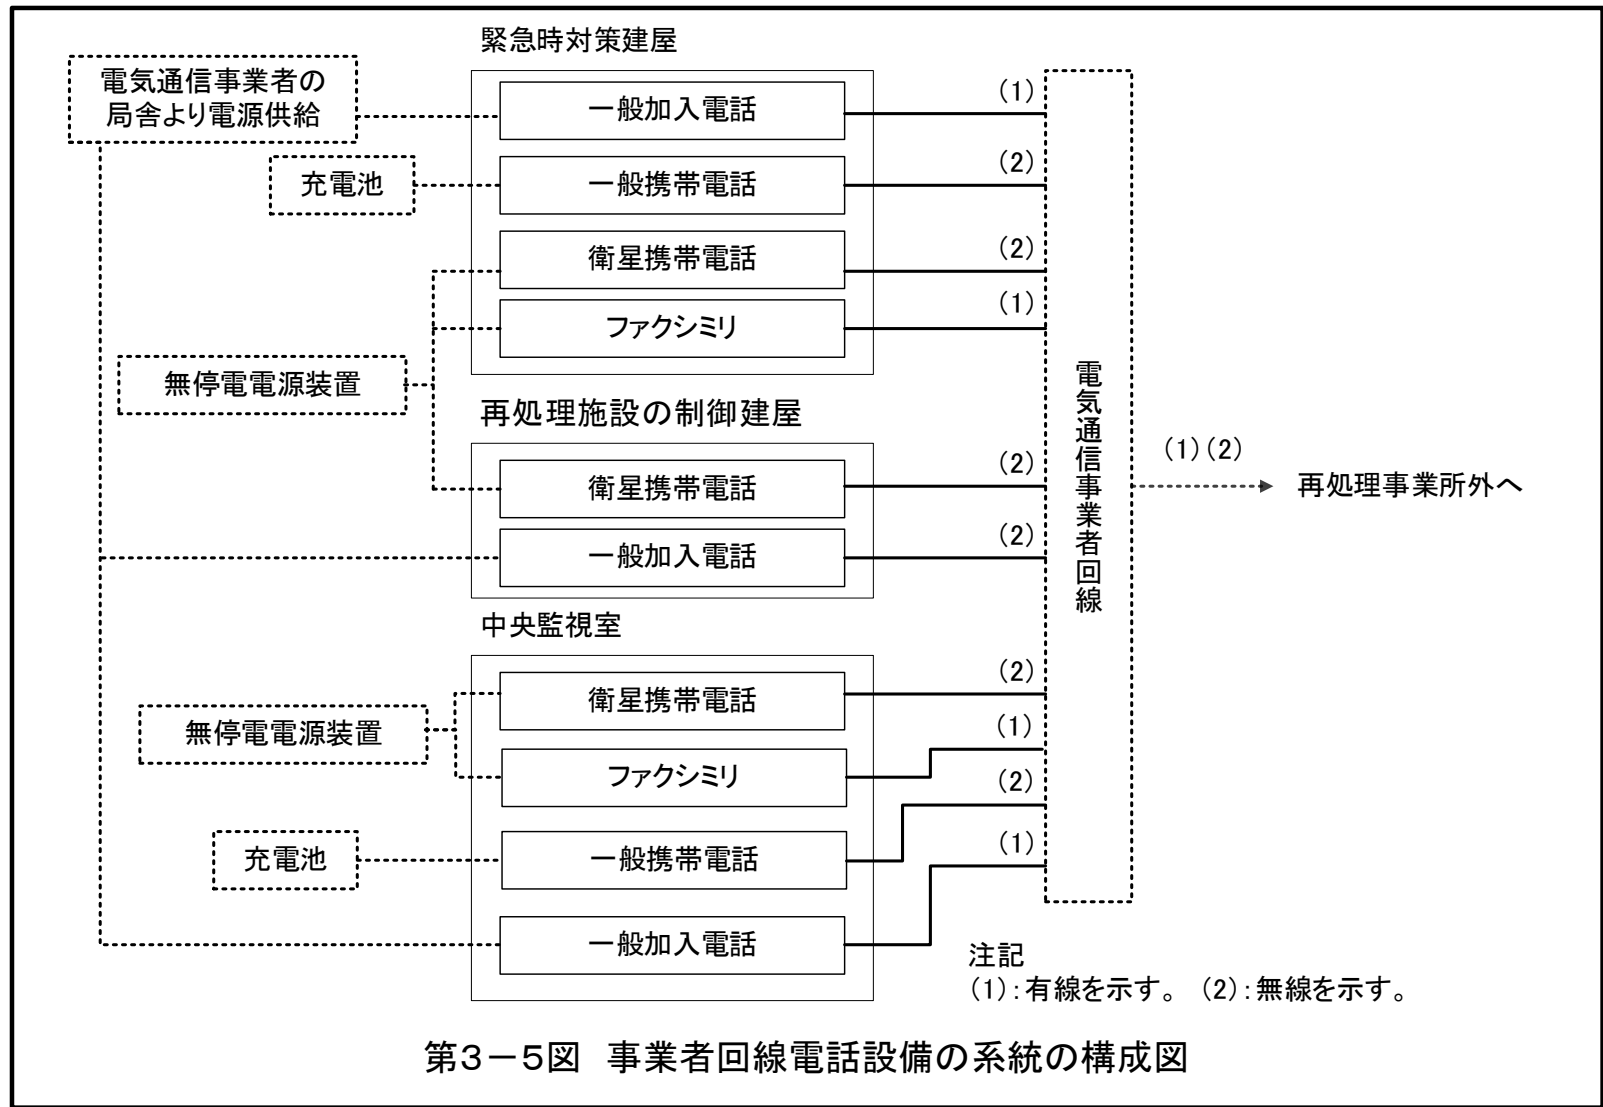 緊急時対策建屋
電気通信事業者の
局舎より電源供給
一般加入電話
(1)
充電池
一般携帯電話
(2)
衛星携帯電話
(2)
ファクシミリ
(1)
無停電電源装置
再処理施設の制御建屋
衛星携帯電話
(2)
一般加入電話
(2)
電気通信事業者回線
(1)(2)
再処理事業所外へ
中央監視室
無停電電源装置
衛星携帯電話
(2)
ファクシミリ
(1)
充電池
一般携帯電話
(2)
一般加入電話
(1)
注記
(1):有線を示す。 (2):無線を示す。
第3-5図 事業者回線電話設備の系統の構成図